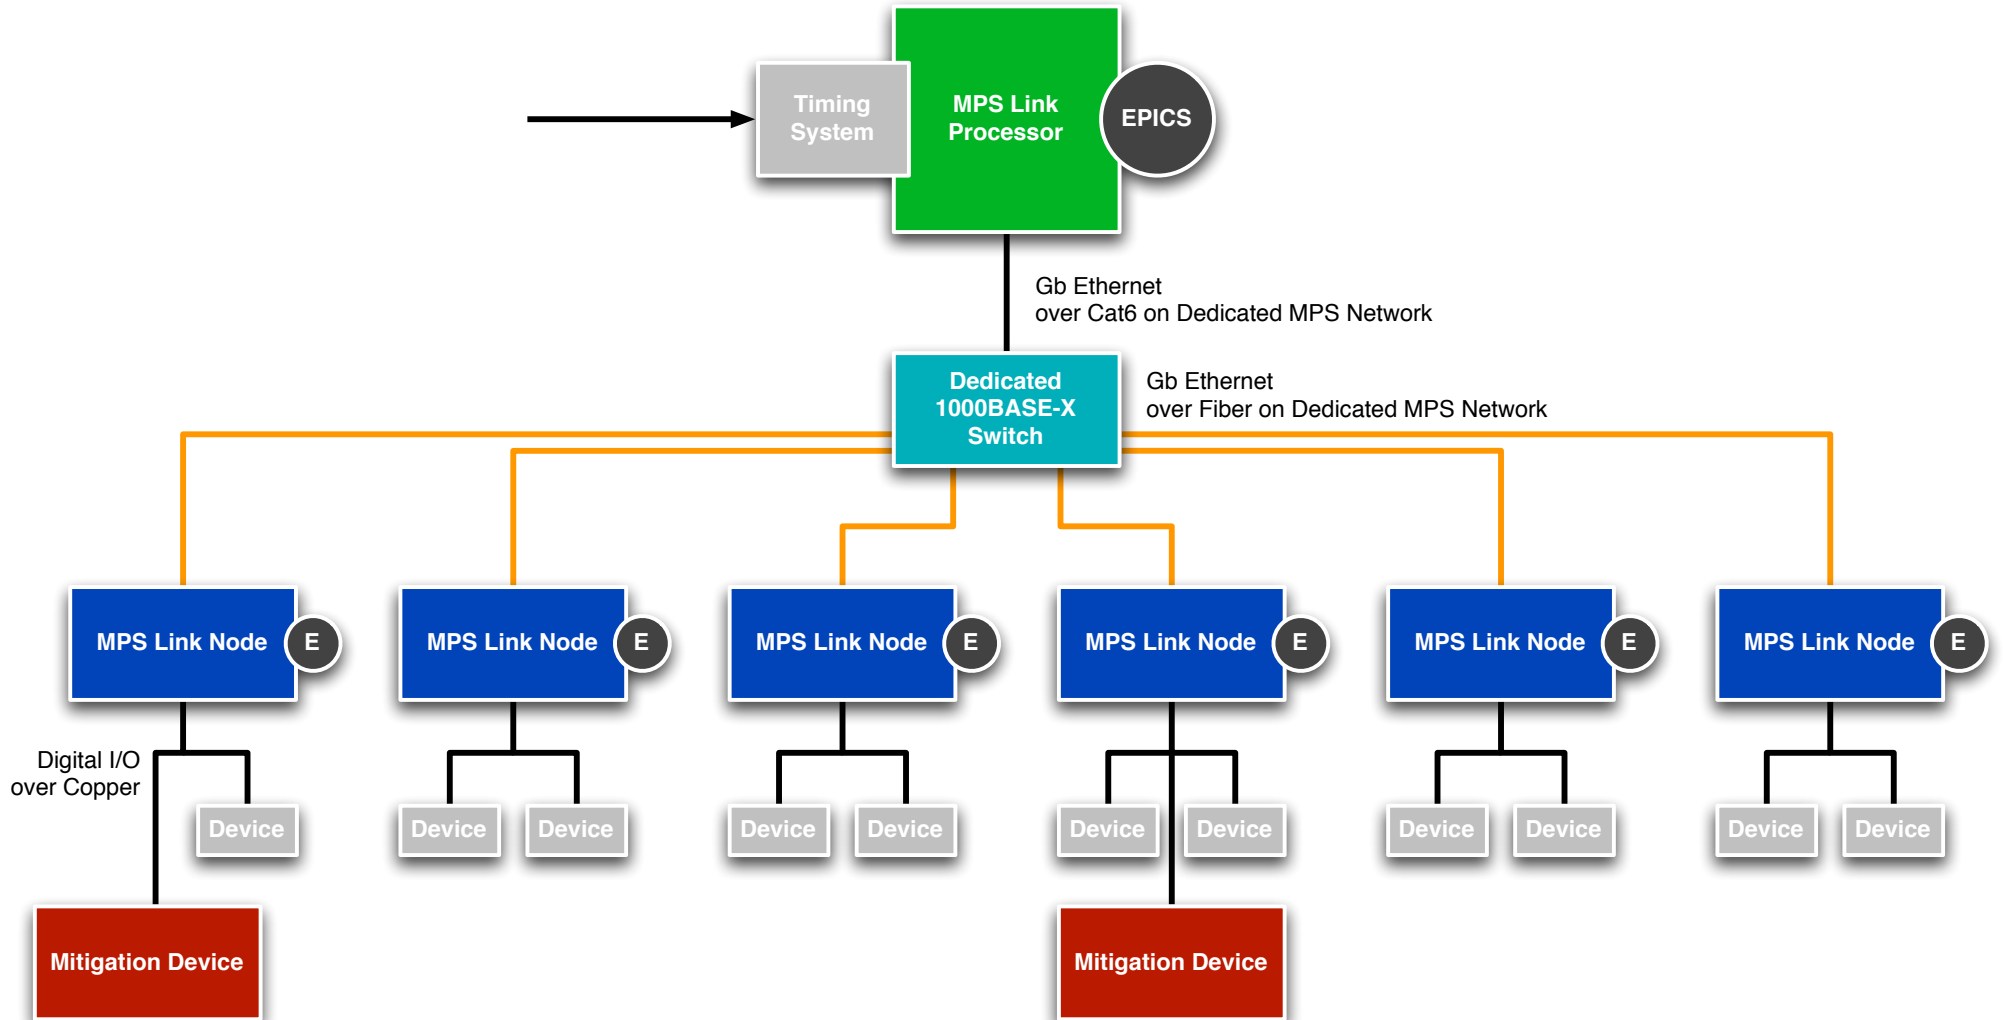 Timing
System
MPS Link
Processor
EPICS
Gb Ethernet
over Cat6 on Dedicated MPS Network
Dedicated
1000BASE-X
Switch
Gb Ethernet
over Fiber on Dedicated MPS Network
MPS Link Node
E
MPS Link Node
E
MPS Link Node
E
MPS Link Node
E
MPS Link Node
E
MPS Link Node
E
Digital I/O
over Copper
Device
Device
Device
Device
Device
Device
Device
Device
Device
Device
Device
Mitigation Device
Mitigation Device